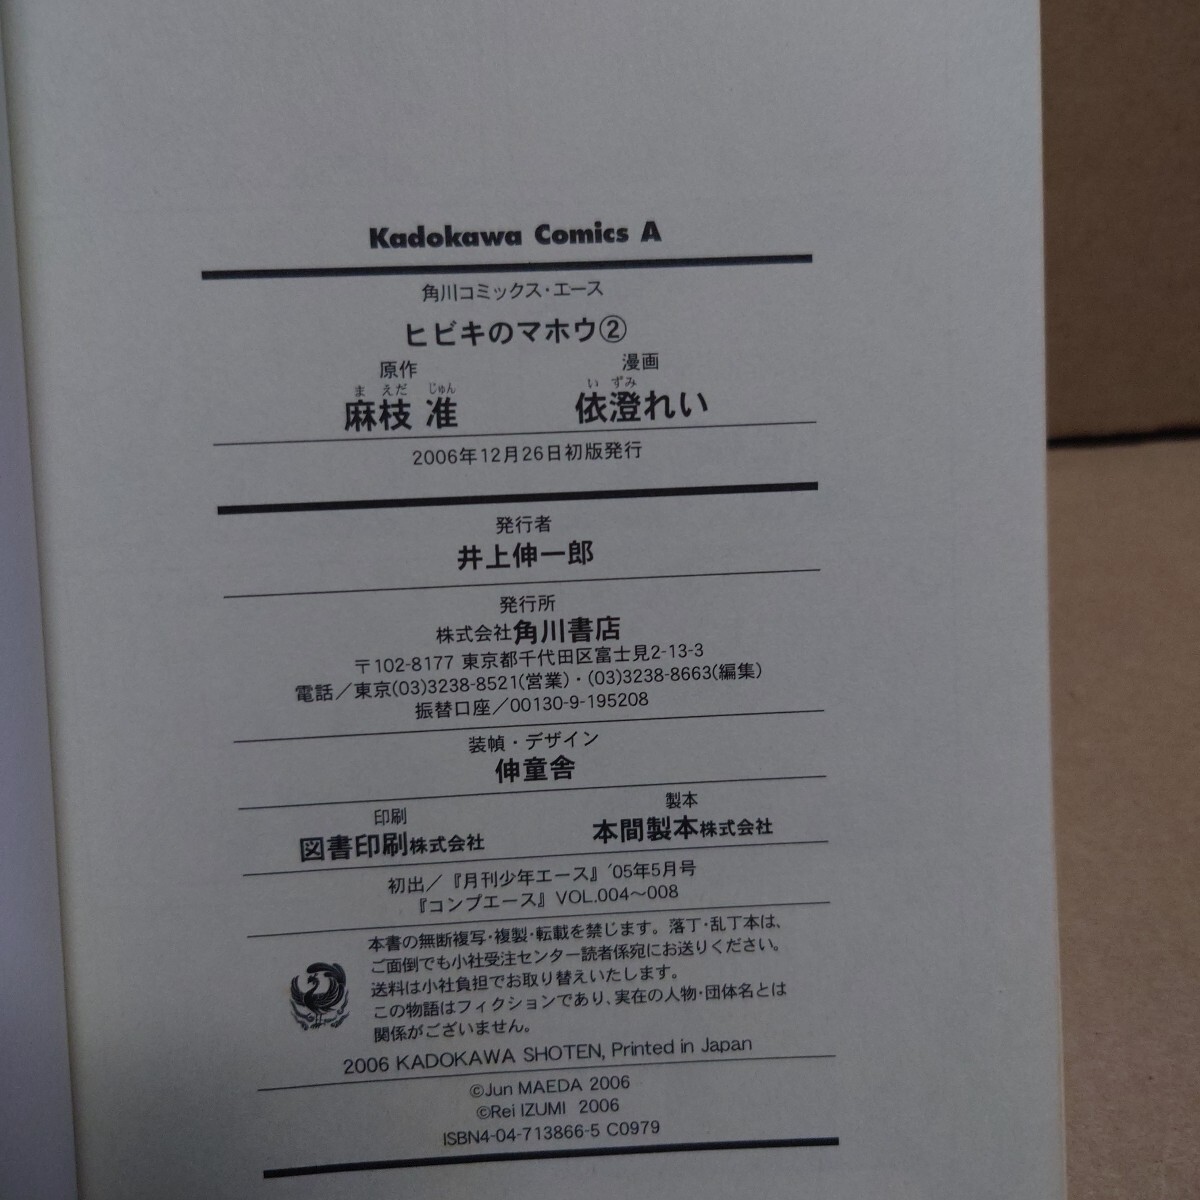 Kadokawa Comics A
角川コミックス・エース
ヒビキのマホウ②
原作 漫画
ま えだ じゅん い ずみ
麻枝 准 依澄れい
2006年12月26日初版発行
発行者
井上伸一郎
発行所
株式会社角川書店
〒102-8177 東京都千代田区富士見2-13-3
電話／東京(03)3238-8521(営業)・(03)3238-8663(編集)
振替口座／00130-9-195208
装幀・デザイン
伸童舎
印刷 製本
図書印刷株式会社 本間製本株式会社
初出／『月刊少年エース』'05年5月号
『コンプエース』VOL.004〜008
本書の無断複写・複製・転載を禁じます。落丁・乱丁本は、
ご面倒でも小社受注センター読者係宛にお送りください。
送料は小社負担でお取り替えいたします。
この物語はフィクションであり、実在の人物・団体名とは
関係がございません。
2006 KADOKAWA SHOTEN, Printed in Japan
©Jun MAEDA 2006
©Rei IZUMI 2006
ISBN4-04-713866-5 C0979